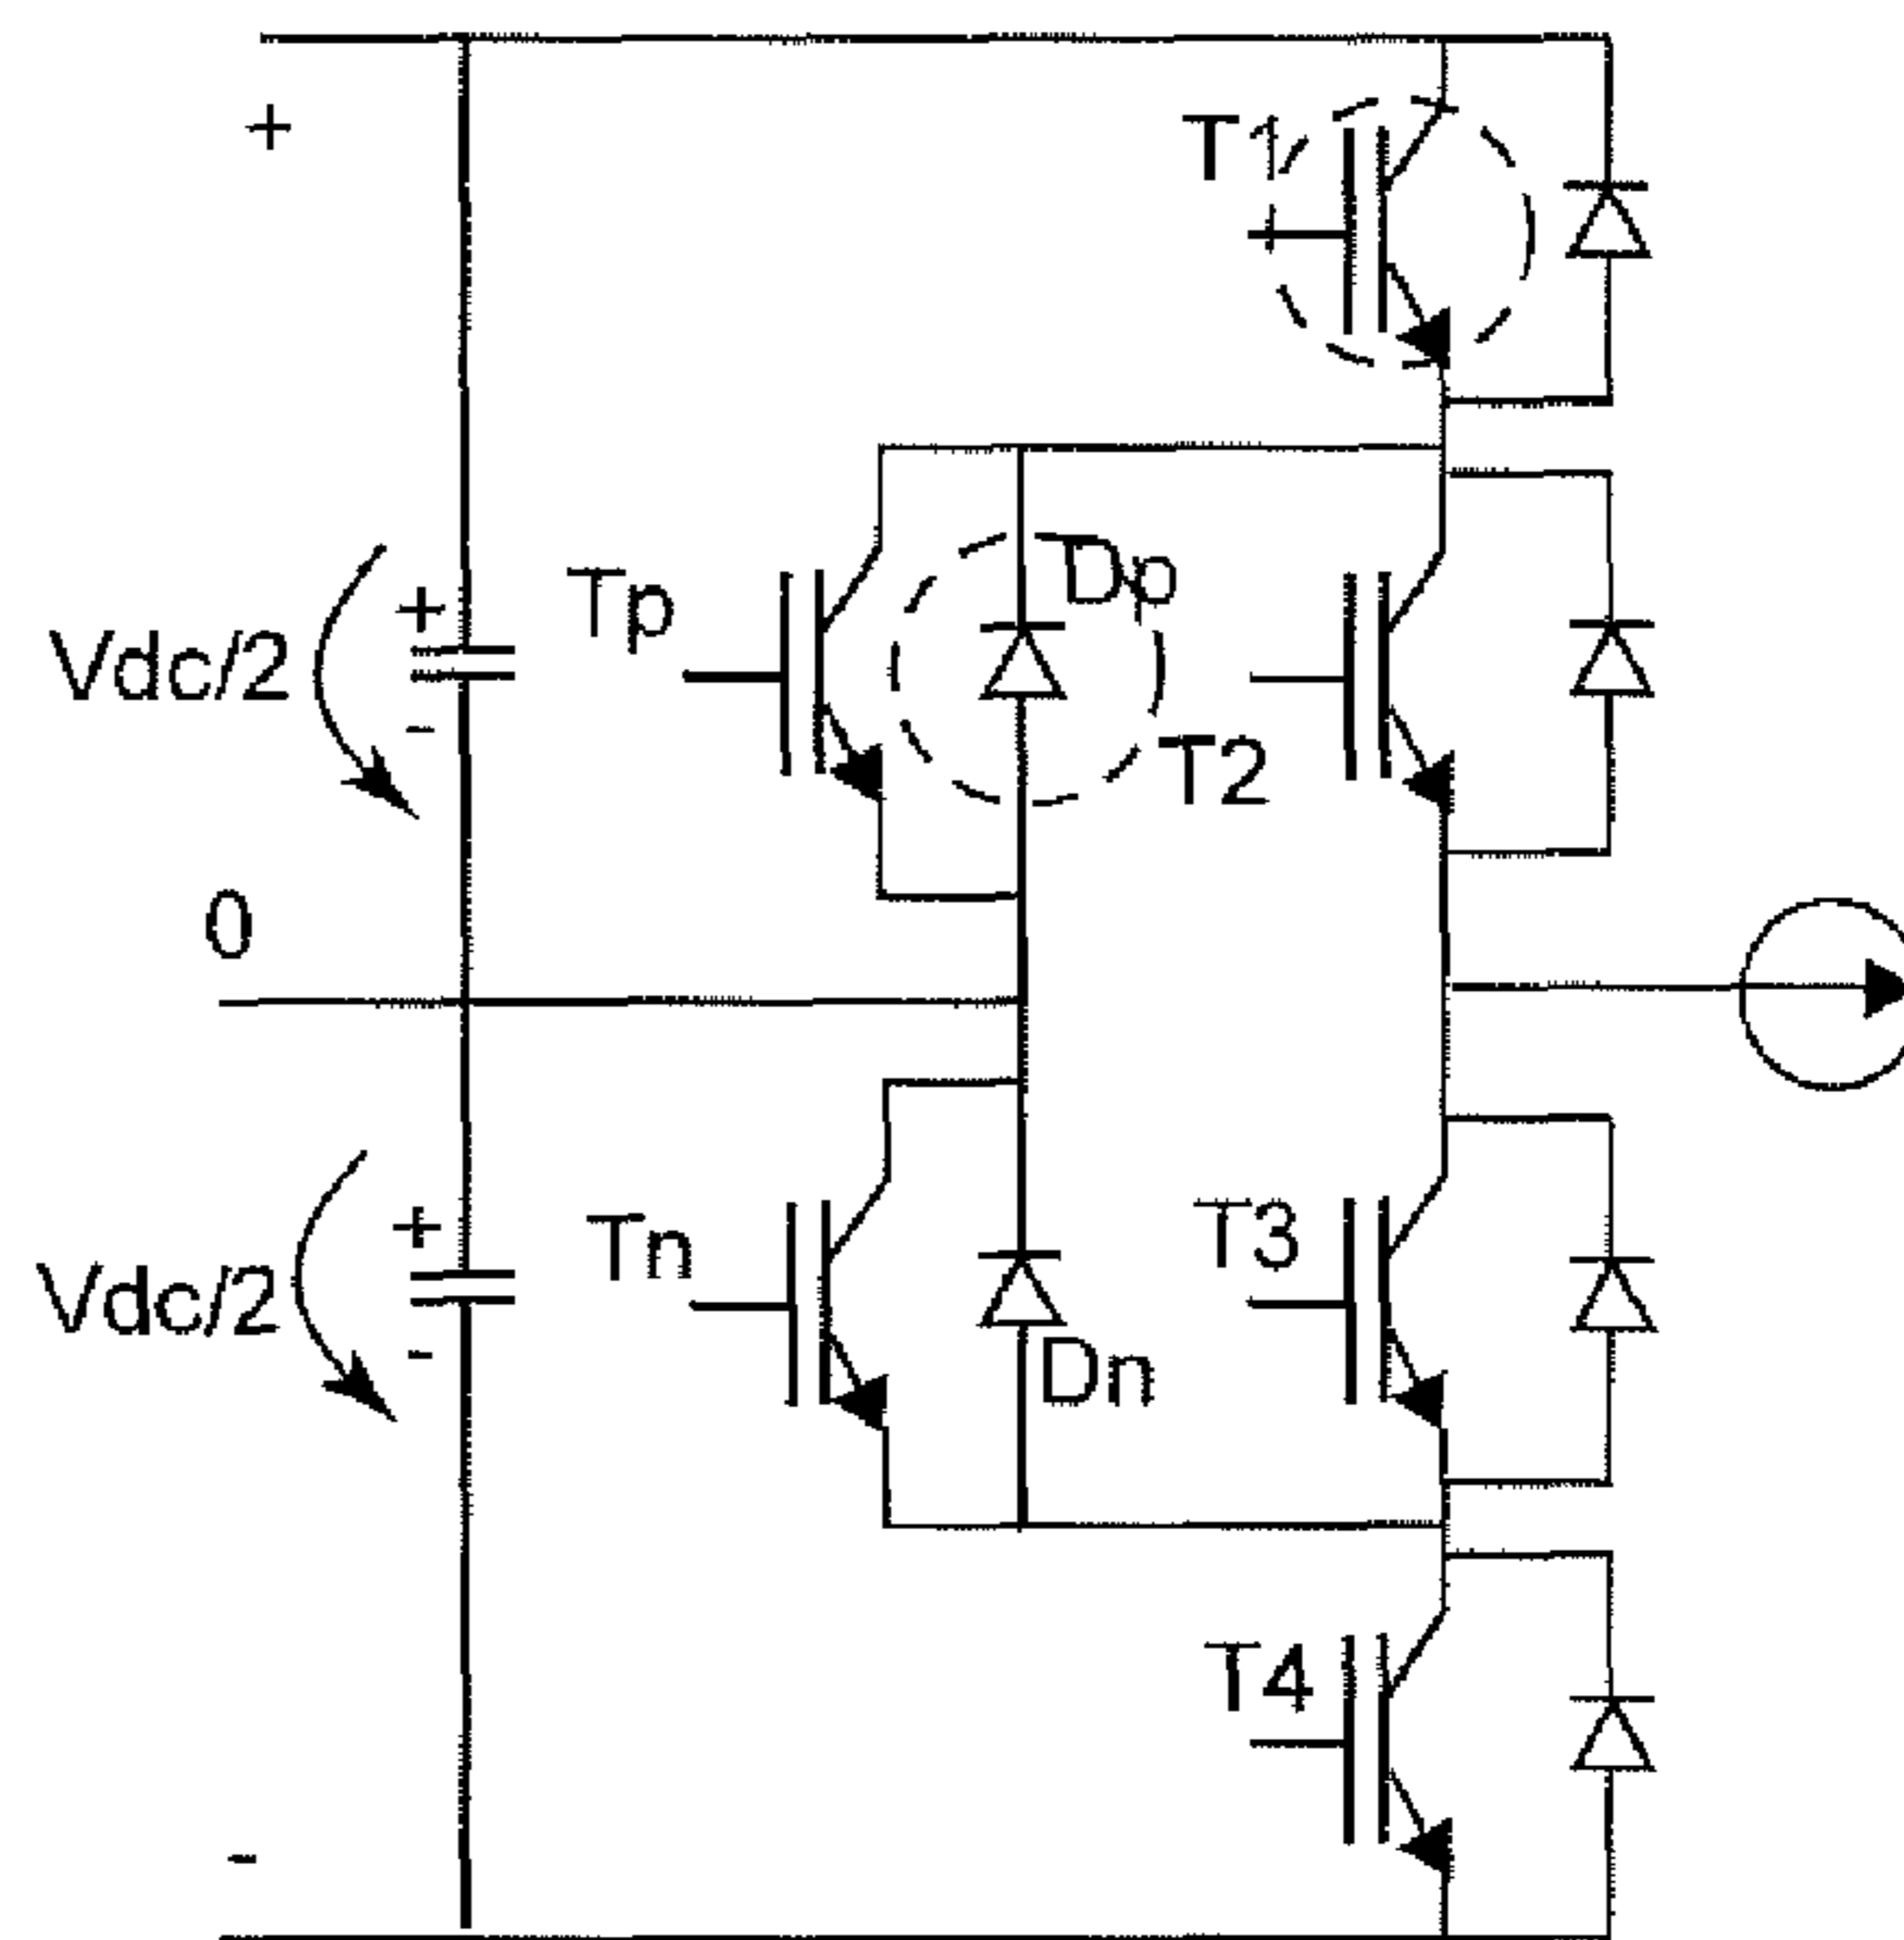 +
T1
Tp
Dp
+
Vdc/2
-
T2
0
Tn
T3
+
Vdc/2
-
Dn
T4
-